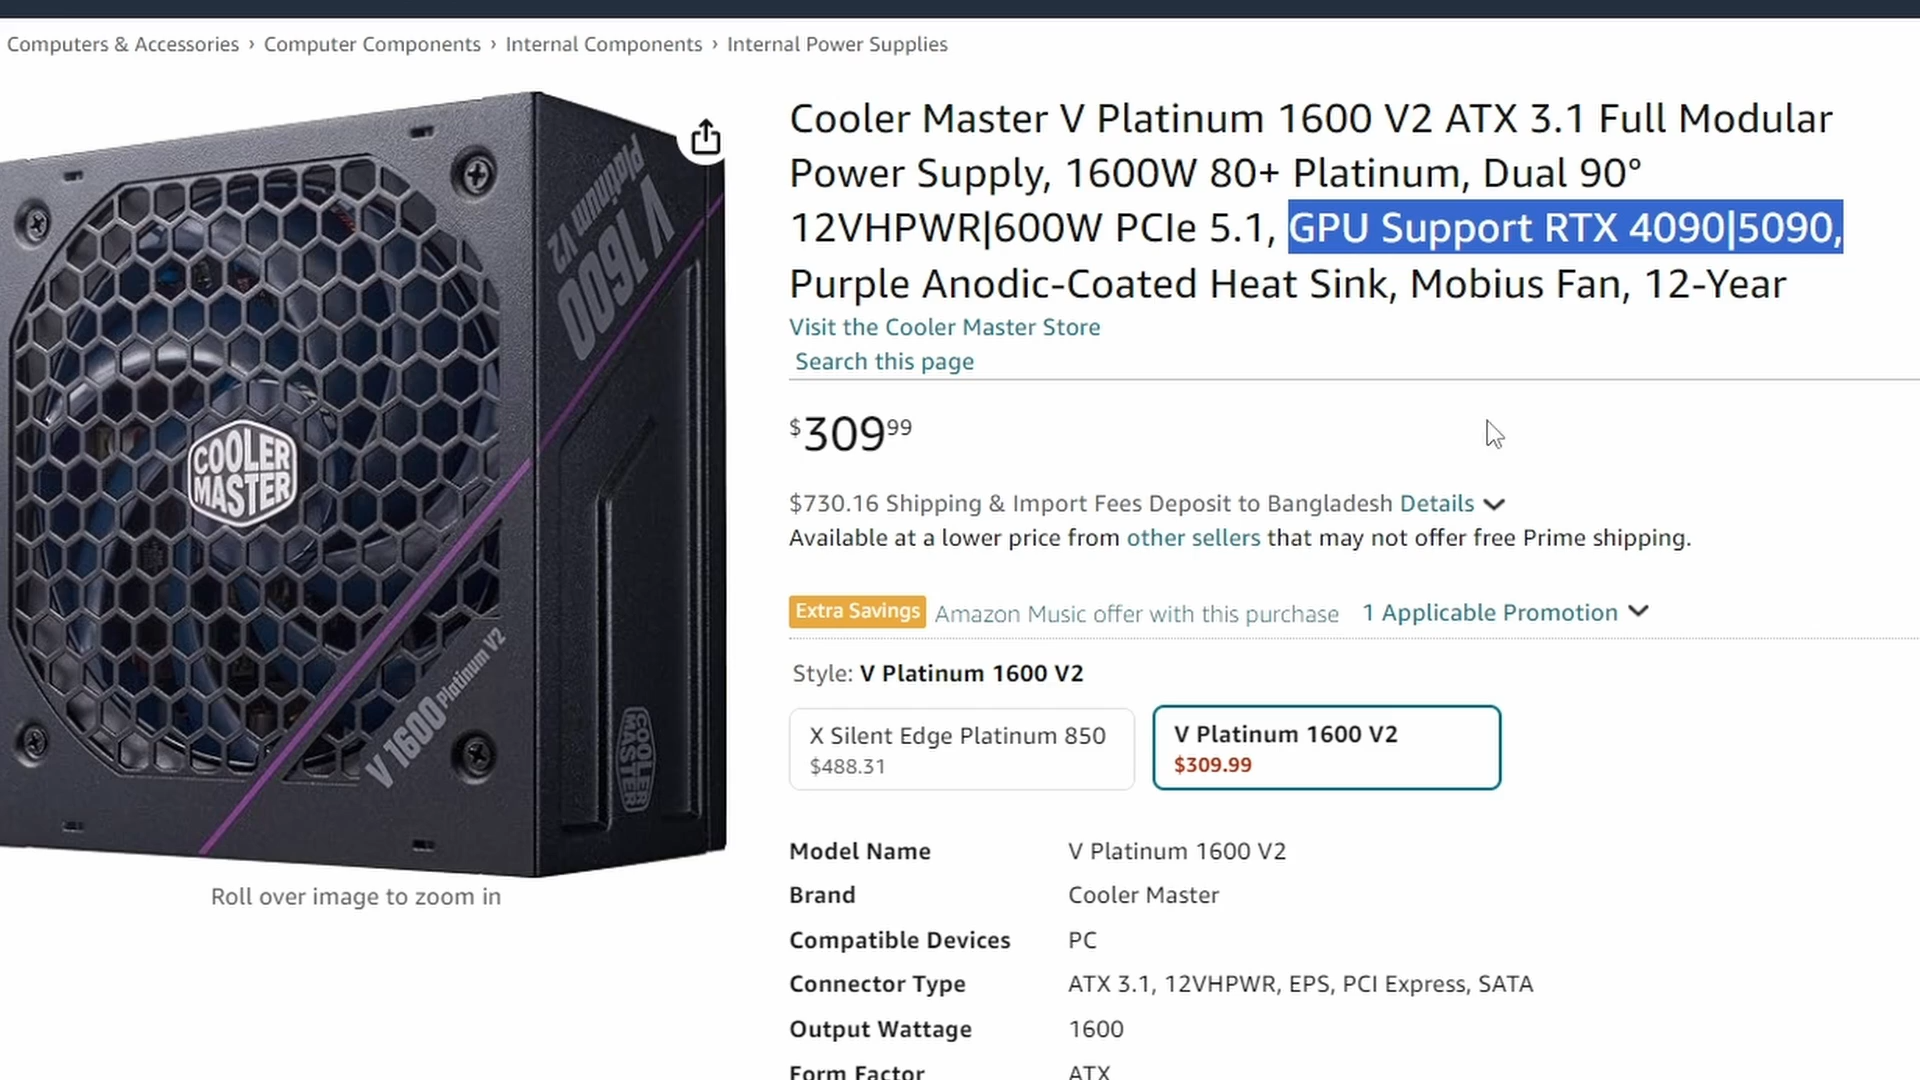 Computers & Accessories › Computer Components › Internal Components › Internal Power Supplies
Cooler Master V Platinum 1600 V2 ATX 3.1 Full Modular
Power Supply, 1600W 80+ Platinum, Dual 90°
12VHPWR|600W PCIe 5.1, GPU Support RTX 4090|5090,
Purple Anodic-Coated Heat Sink, Mobius Fan, 12-Year
Visit the Cooler Master Store
Search this page
$309.99
$730.16 Shipping & Import Fees Deposit to Bangladesh Details
Available at a lower price from other sellers that may not offer free Prime shipping.
Extra Savings Amazon Music offer with this purchase 1 Applicable Promotion
Style: V Platinum 1600 V2
X Silent Edge Platinum 850
$488.31
V Platinum 1600 V2
$309.99
Model Name V Platinum 1600 V2
Brand Cooler Master
Compatible Devices PC
Connector Type ATX 3.1, 12VHPWR, EPS, PCI Express, SATA
Output Wattage 1600
Form Factor ATX
V 1600
Platinum V2
COOLER
MASTER
V 1600 Platinum V2
COOLER
MASTER
Roll over image to zoom in